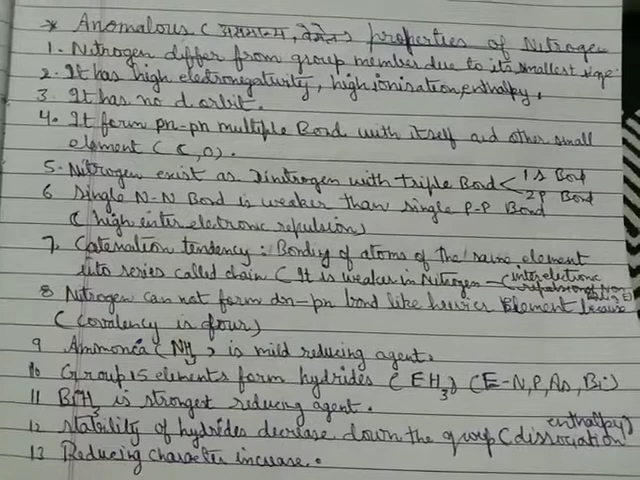 * Anomalous (असमान्य, बेमेल) properties of Nitrogen
1. Nitrogen differ from group member due to its smallest size.
2. It has high electronegativity, high ionisation, enthalpy,
3. It has no d orbit.
4. It form pπ-pπ multiple Bond with itself and other small
element (C, O).
5. Nitrogen exist as Dinitrogen with triple Bond < 1 s Bond
2 p Bond
6 single N-N Bond is weaker than single P-P Bond
( high inter electronic repulsion)
7, Catenation tendency : Bonding of atoms of the same element
into series called chain ( It is weaker in Nitrogen - (inter electronic
repulsion of Non
8 Nitrogen can not form dπ-pπ bond like heavier Element because
(covalency is four)
9 Ammonia (NH3) is mild reducing agent.
10 Group 15 elements form hydrides (EH3) (E-N, P, As, Bi)
11 BiH3 is strongest reducing agent.
enthalpy)
12 stability of hydrides decrease down the group (dissociation
13 Reducing character increase.